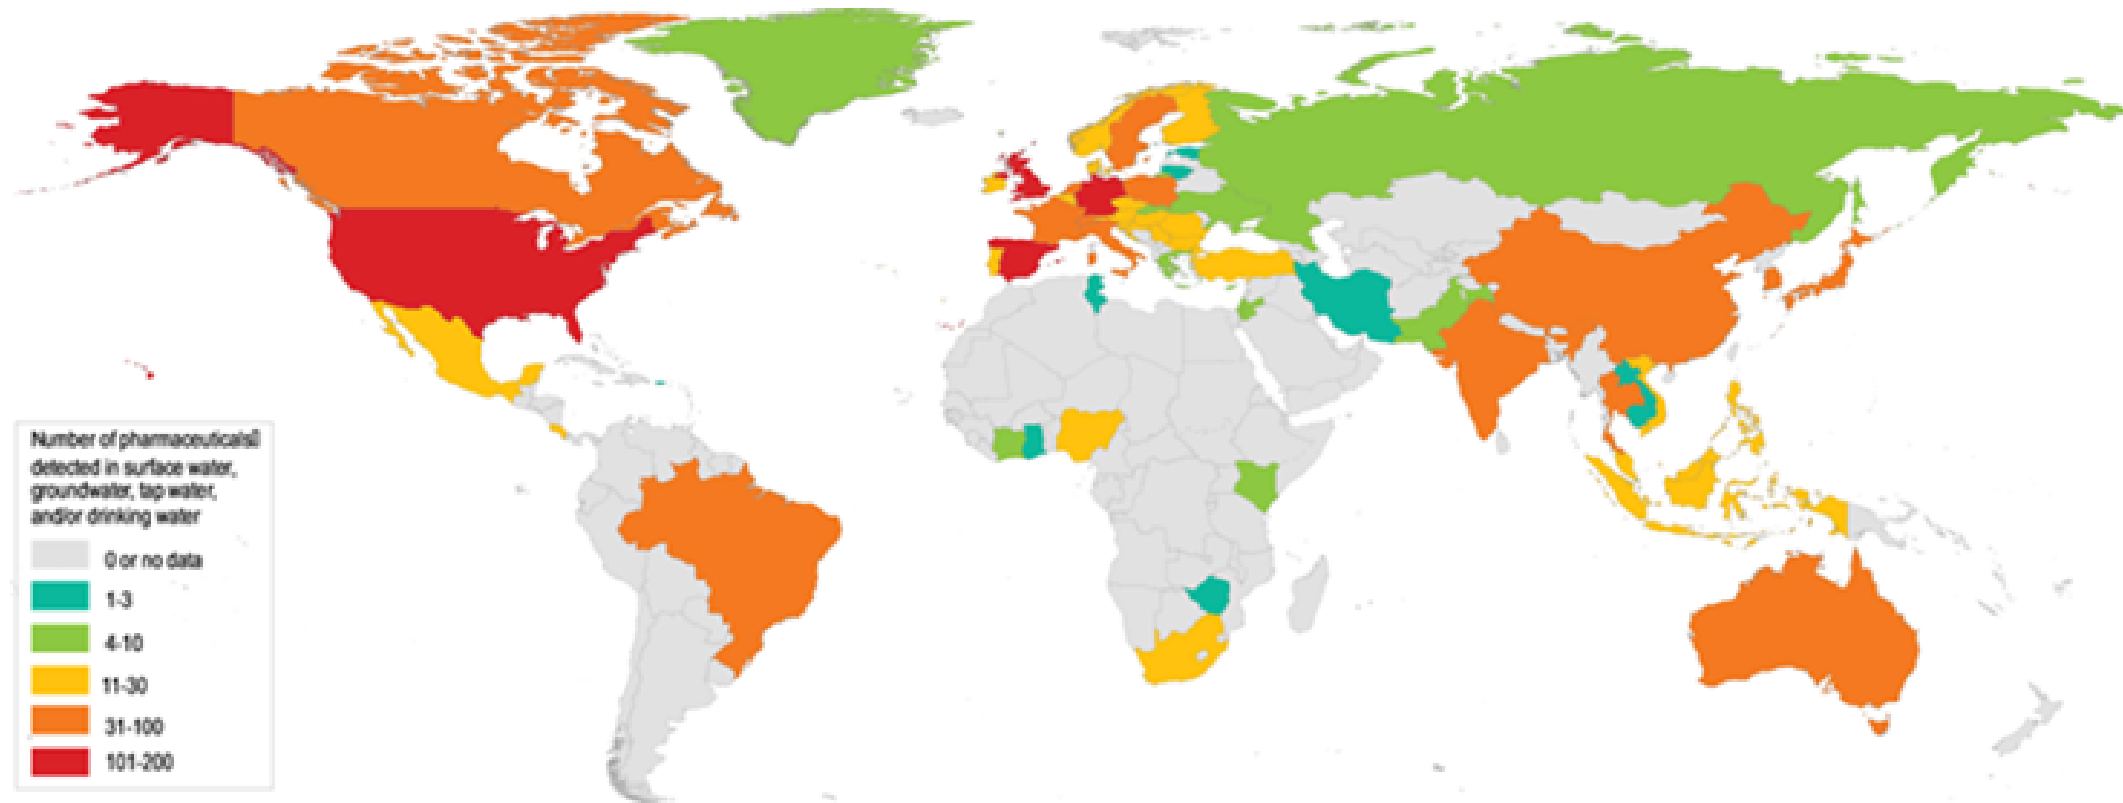 Number of pharmaceuticals
detected in surface water,
groundwater, tap water,
and/or drinking water
0 or no data
1-3
4-10
11-30
31-100
101-200